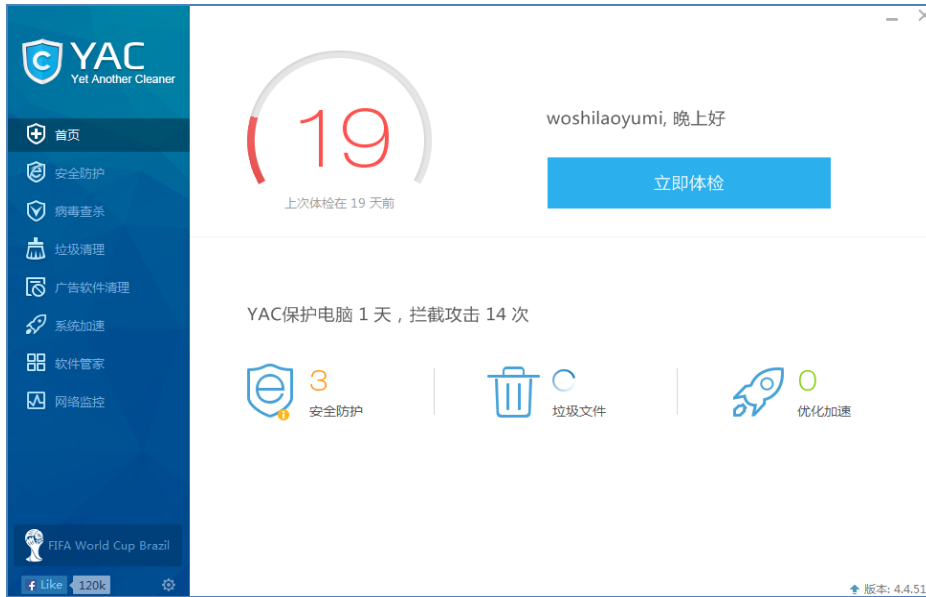 YAC
Yet Another Cleaner
首页
安全防护
病毒查杀
垃圾清理
广告软件清理
系统加速
软件管家
网络监控
FIFA World Cup Brazil
Like 120k
19
上次体检在 19 天前
woshilaoyumi, 晚上好
立即体检
YAC保护电脑 1 天，拦截攻击 14 次
3
安全防护
垃圾文件
0
优化加速
版本: 4.4.51